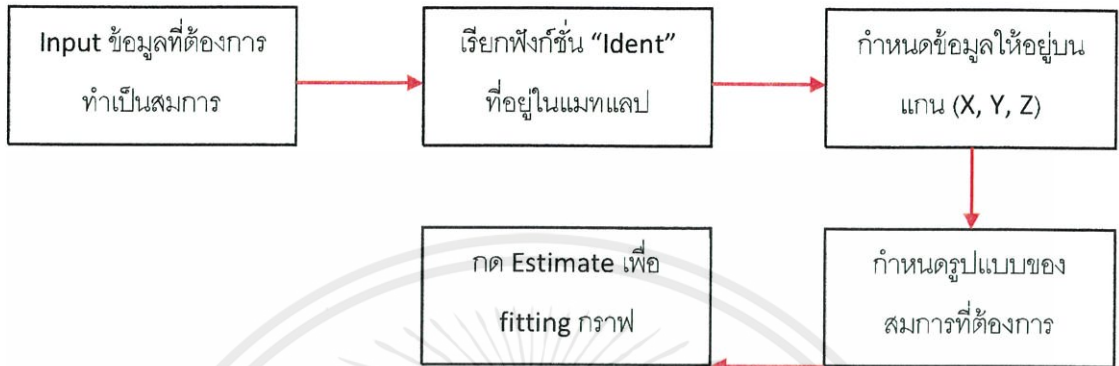 Input ข้อมูลที่ต้องการ
ทำเป็นสมการ
เรียกฟังก์ชั่น “Ident”
ที่อยู่ในแมทแลป
กำหนดข้อมูลให้อยู่บน
แกน (X, Y, Z)
กำหนดรูปแบบของ
สมการที่ต้องการ
กด Estimate เพื่อ
fitting กราฟ